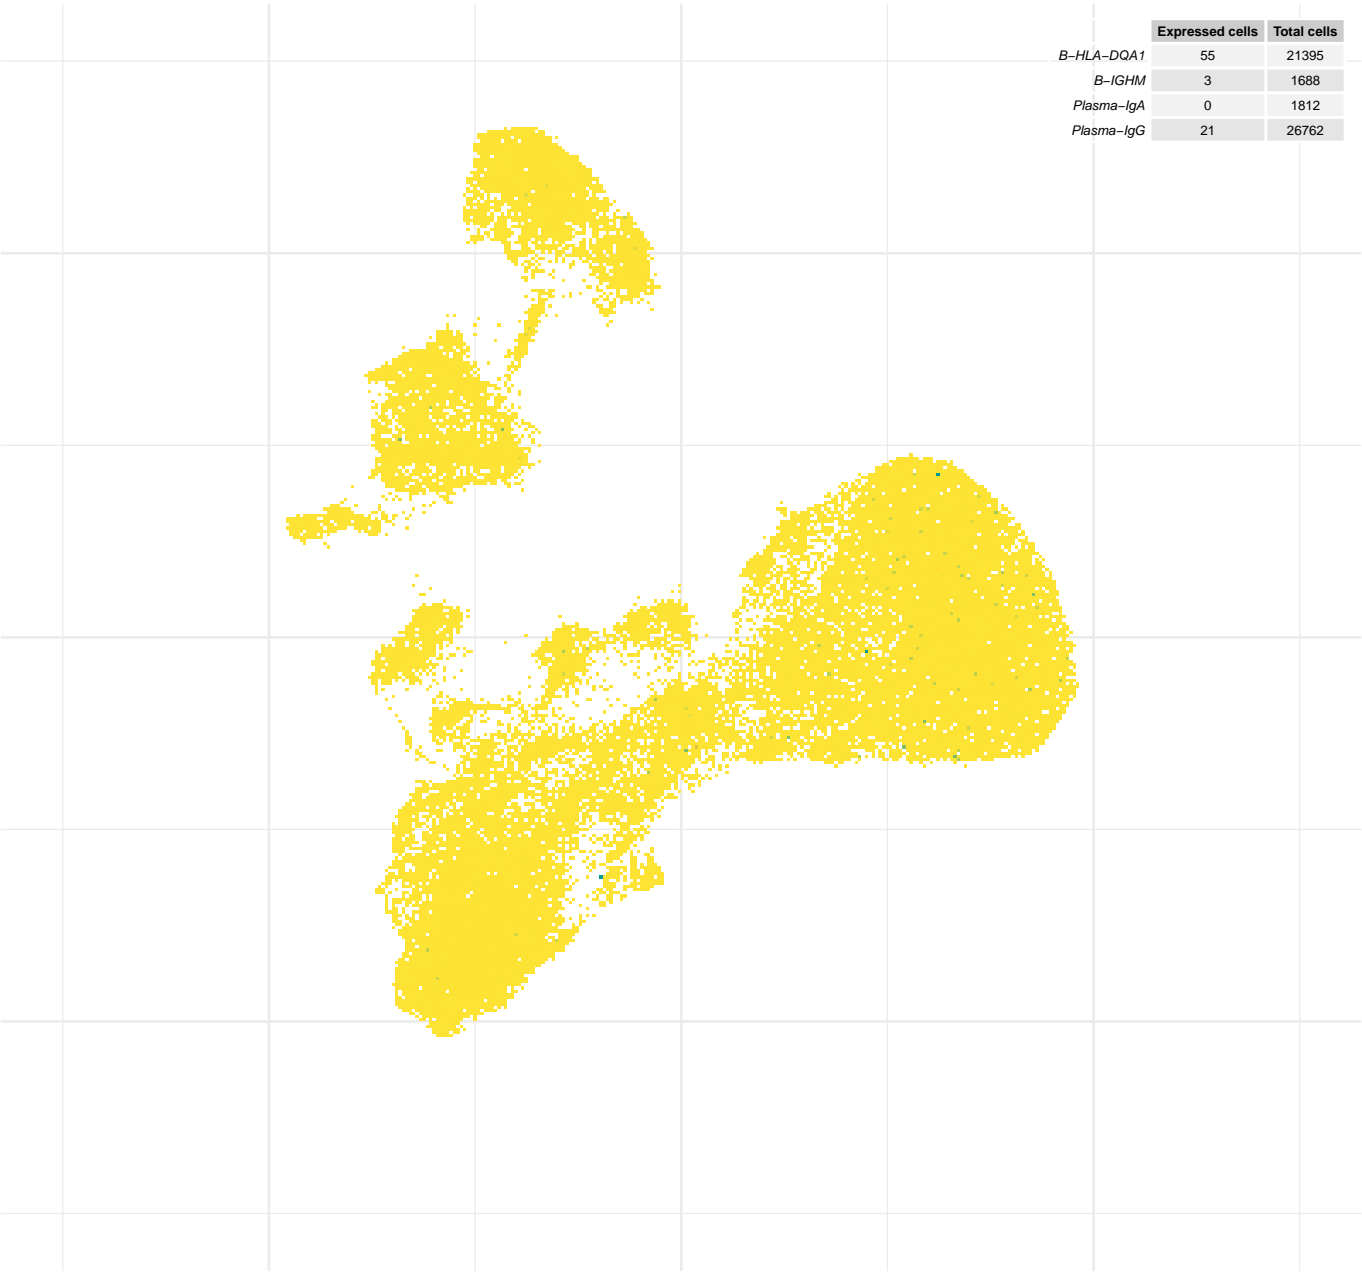 Expressed cells Total cells
B−HLA−DQA1 55 21395
B−IGHM 3 1688
Plasma−IgA 0 1812
Plasma−IgG 21 26762